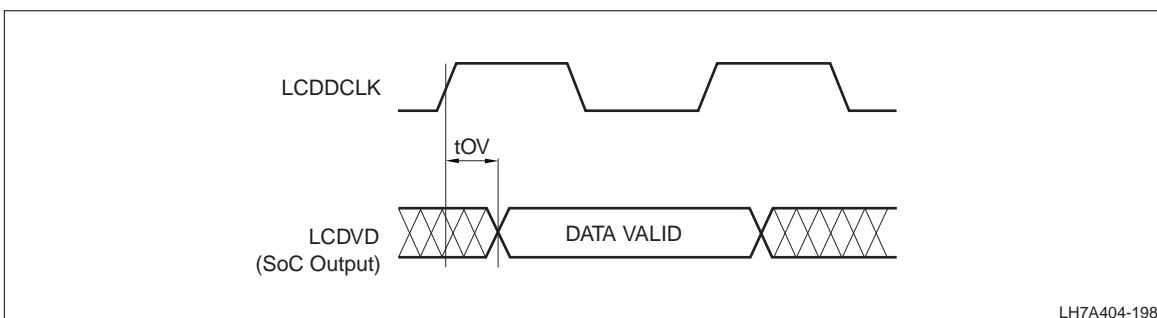 LCDDCLK
tOV
LCDVD
(SoC Output)
DATA VALID
LH7A404-198